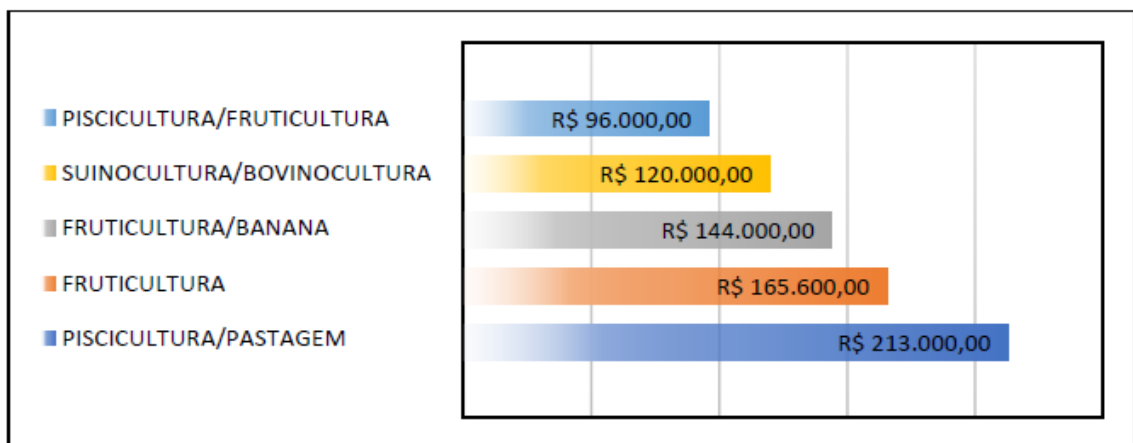 PISCICULTURA/FRUTICULTURA
R$ 96.000,00
SUINOCULTURA/BOVINOCULTURA
R$ 120.000,00
FRUTICULTURA/BANANA
R$ 144.000,00
FRUTICULTURA
R$ 165.600,00
PISCICULTURA/PASTAGEM
R$ 213.000,00